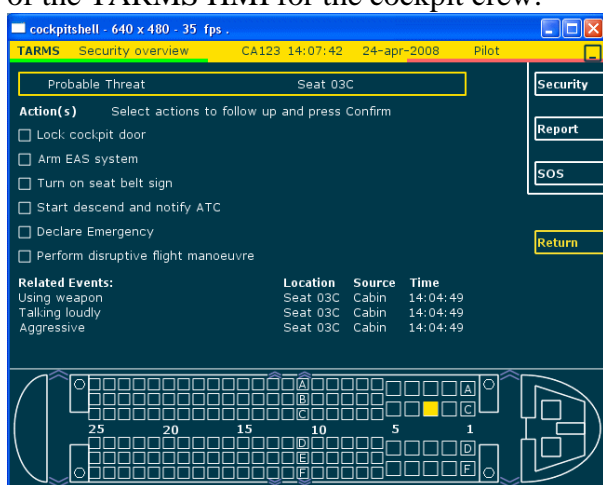 of the TARMS HMI for the cockpit crew.
cockpitshell - 640 x 480 - 35 fps .
TARMS Security overview CA123 14:07:42 24-apr-2008 Pilot
Probable Threat Seat 03C
Security
Action(s) Select actions to follow up and press Confirm
Lock cockpit door
Report
Arm EAS system
SOS
Turn on seat belt sign
Start descend and notify ATC
Declare Emergency
Return
Perform disruptive flight manoeuvre
Related Events: Location Source Time
Using weapon Seat 03C Cabin 14:04:49
Talking loudly Seat 03C Cabin 14:04:49
Aggressive Seat 03C Cabin 14:04:49
A A
B
C C
25 20 15 10 5 1
D D
E
F F